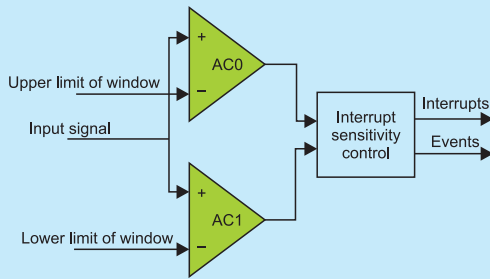 +
AC0
Upper limit of window
−
Interrupts
Interrupt
sensitivity
control
Input signal
Events
+
AC1
Lower limit of window
−